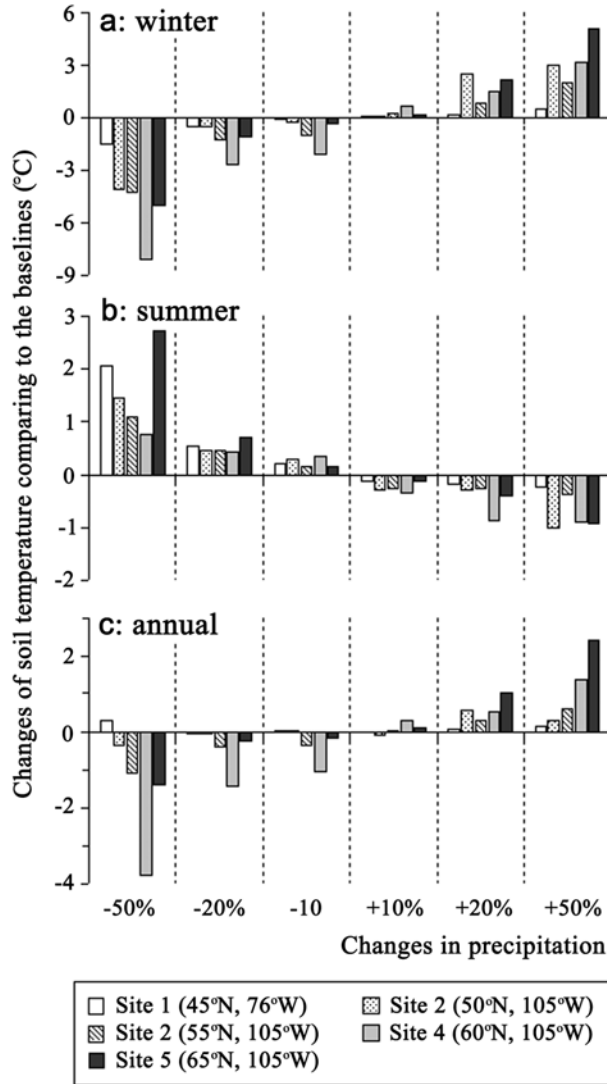 Changes of soil temperature comparing to the baselines (°C)
a: winter
6
3
0
-3
-6
-9
b: summer
3
2
1
0
-1
-2
c: annual
2
0
-2
-4
-50% -20% -10 +10% +20% +50%
Changes in precipitation
Site 1 (45°N, 76°W) Site 2 (50°N, 105°W)
Site 2 (55°N, 105°W) Site 4 (60°N, 105°W)
Site 5 (65°N, 105°W)